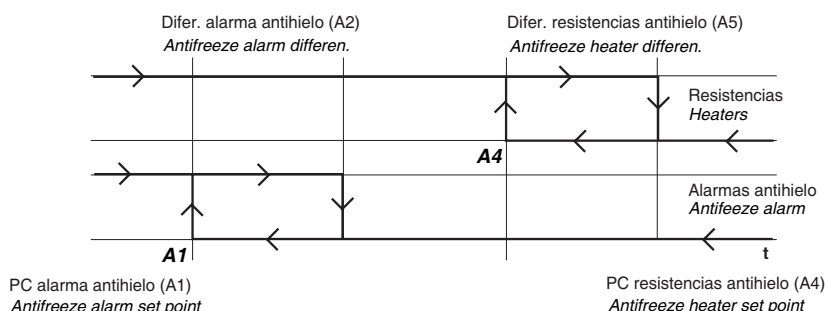 Difer. alarma antihielo (A2)
Antifreeze alarm differen.
Difer. resistencias antihielo (A5)
Antifreeze heater differen.
Resistencias
Heaters
A4
Alarmas antihielo
Antifeeze alarm
A1
t
PC alarma antihielo (A1)
Antifreeze alarm set point
PC resistencias antihielo (A4)
Antifreeze heater set point